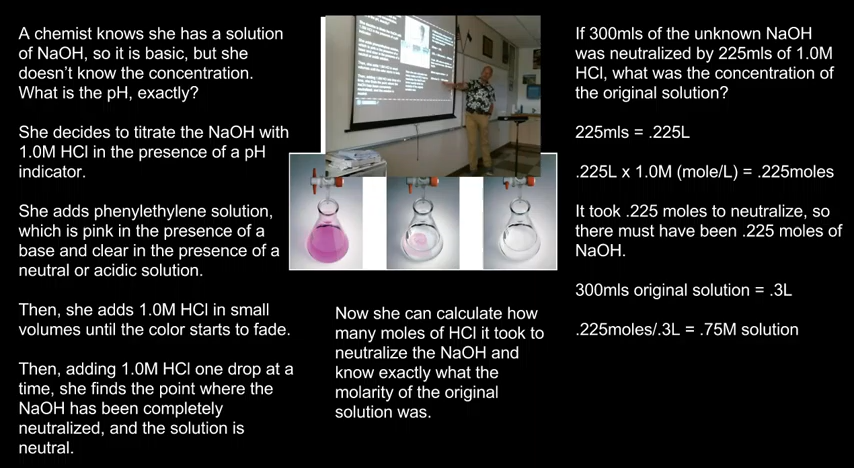 A chemist knows she has a solution
of NaOH, so it is basic, but she
doesn't know the concentration.
What is the pH, exactly?
She decides to titrate the NaOH with
1.0M HCl in the presence of a pH
indicator.
She adds phenylethylene solution,
which is pink in the presence of a
base and clear in the presence of a
neutral or acidic solution.
Then, she adds 1.0M HCl in small
volumes until the color starts to fade.
Then, adding 1.0M HCl one drop at a
time, she finds the point where the
NaOH has been completely
neutralized, and the solution is
neutral.
Now she can calculate how
many moles of HCl it took to
neutralize the NaOH and
know exactly what the
molarity of the original
solution was.
If 300mls of the unknown NaOH
was neutralized by 225mls of 1.0M
HCl, what was the concentration of
the original solution?
225mls = .225L
.225L x 1.0M (mole/L) = .225moles
It took .225 moles to neutralize, so
there must have been .225 moles of
NaOH.
300mls original solution = .3L
.225moles/.3L = .75M solution